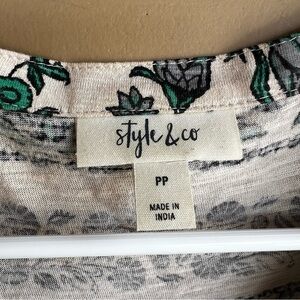 style & co
PP
MADE IN
INDIA